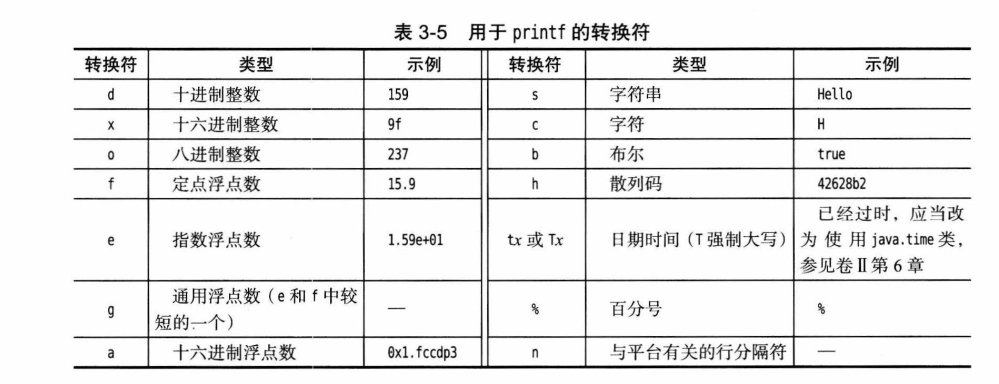 表 3-5 用于 printf 的转换符
转换符 类型 示例 转换符 类型 示例
d 十进制整数 159 s 字符串 Hello
x 十六进制整数 9f c 字符 H
o 八进制整数 237 b 布尔 true
f 定点浮点数 15.9 h 散列码 42628b2
e 指数浮点数 1.59e+01 tx 或 Tx 日期时间（T 强制大写） 已经过时，应当改
为 使 用 java.time 类，
参见卷Ⅱ第 6 章
g 通用浮点数（e 和 f 中较
短的一个） — % 百分号 %
a 十六进制浮点数 0x1.fccdp3 n 与平台有关的行分隔符 —